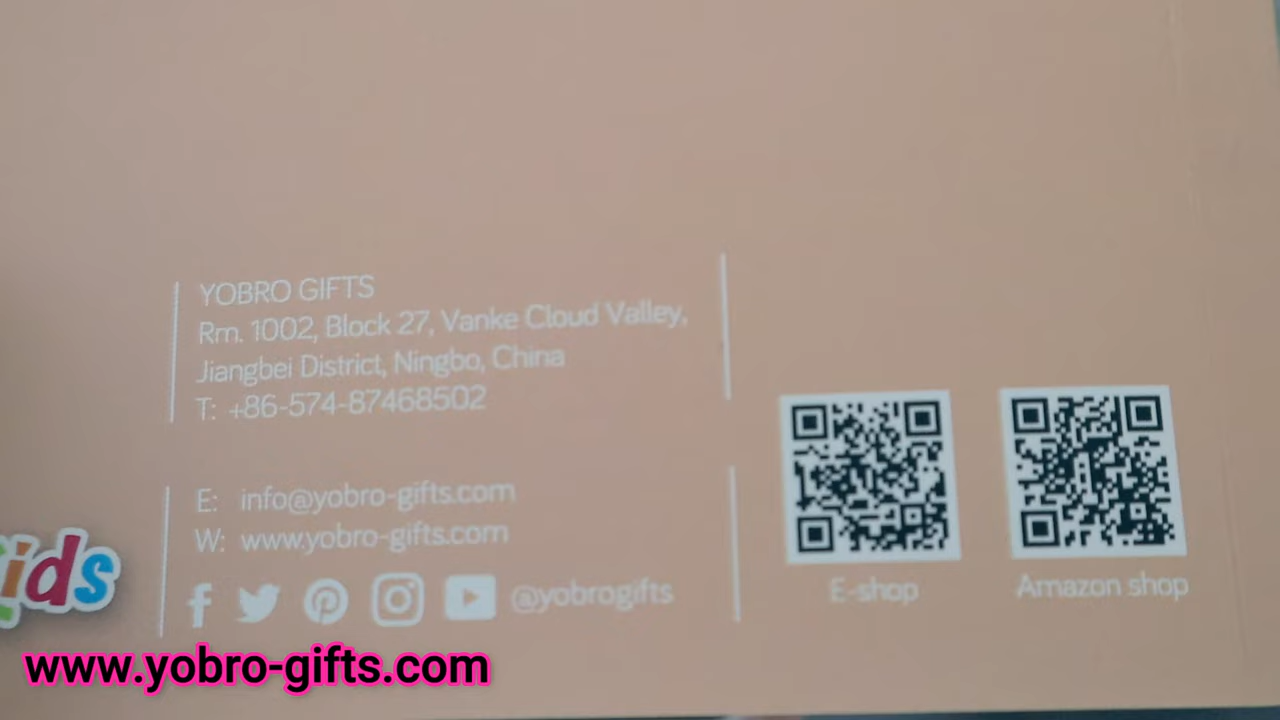 YOBRO GIFTS
Rm. 1002, Block 27, Vanke Cloud Valley,
Jiangbei District, Ningbo, China
T: +86-574-87468502
E: info@yobro-gifts.com
W: www.yobro-gifts.com
@yobrogifts
E-shop
Amazon shop
ids
www.yobro-gifts.com